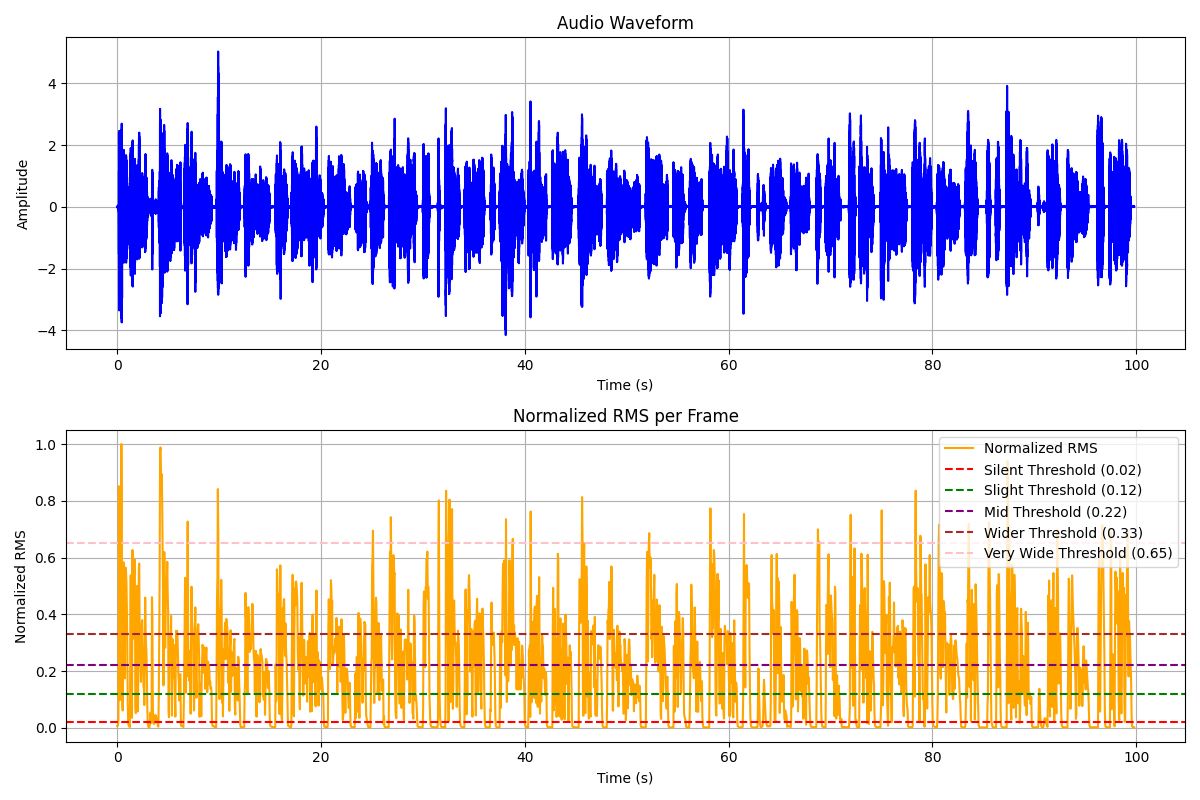 Audio Waveform
4
2
0
−2
−4
Amplitude
0 20 40 60 80 100
Time (s)
Normalized RMS per Frame
1.0
0.8
0.6
0.4
0.2
0.0
Normalized RMS
Normalized RMS
Silent Threshold (0.02)
Slight Threshold (0.12)
Mid Threshold (0.22)
Wider Threshold (0.33)
Very Wide Threshold (0.65)
0 20 40 60 80 100
Time (s)